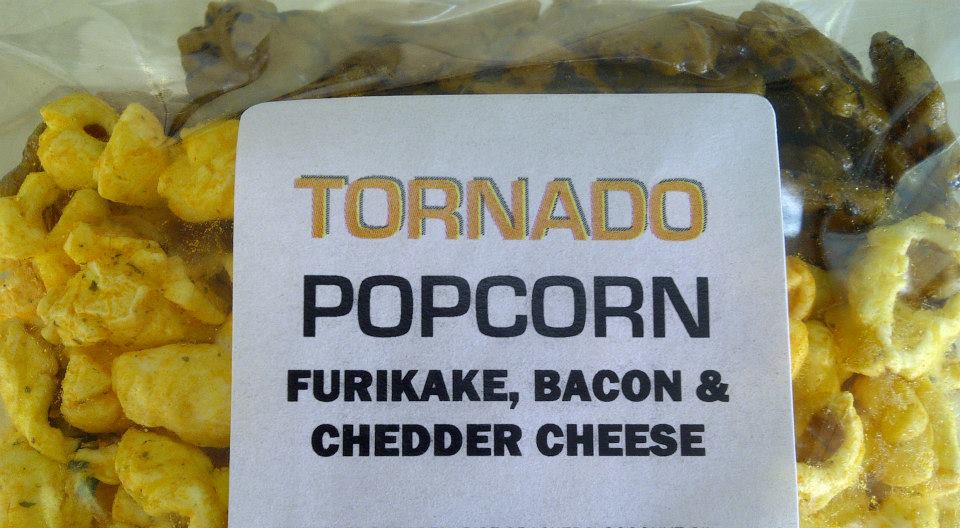 TORNADO
POPCORN
FURIKAKE, BACON &
CHEDDER CHEESE